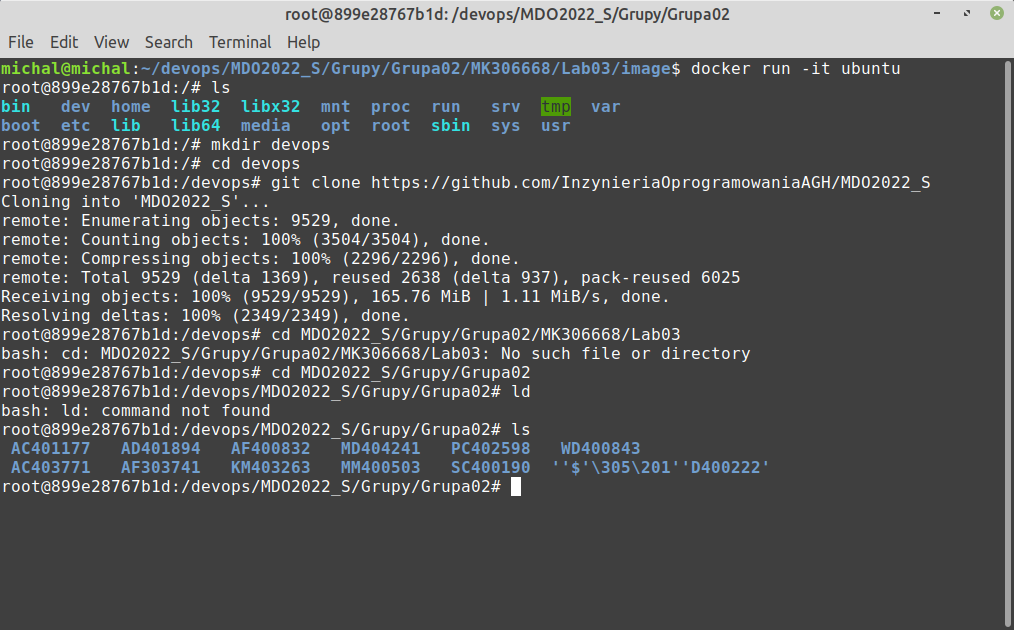 root@899e28767b1d: /devops/MDO2022_S/Grupy/Grupa02
File Edit View Search Terminal Help
michal@michal:~/devops/MDO2022_S/Grupy/Grupa02/MK306668/Lab03/image$ docker run -it ubuntu
root@899e28767b1d:/# ls
bin dev home lib32 libx32 mnt proc run srv tmp var
boot etc lib lib64 media opt root sbin sys usr
root@899e28767b1d:/# mkdir devops
root@899e28767b1d:/# cd devops
root@899e28767b1d:/devops# git clone https://github.com/InzynieriaOprogramowaniaAGH/MDO2022_S
Cloning into 'MDO2022_S'...
remote: Enumerating objects: 9529, done.
remote: Counting objects: 100% (3504/3504), done.
remote: Compressing objects: 100% (2296/2296), done.
remote: Total 9529 (delta 1369), reused 2638 (delta 937), pack-reused 6025
Receiving objects: 100% (9529/9529), 165.76 MiB | 1.11 MiB/s, done.
Resolving deltas: 100% (2349/2349), done.
root@899e28767b1d:/devops# cd MDO2022_S/Grupy/Grupa02/MK306668/Lab03
bash: cd: MDO2022_S/Grupy/Grupa02/MK306668/Lab03: No such file or directory
root@899e28767b1d:/devops# cd MDO2022_S/Grupy/Grupa02
root@899e28767b1d:/devops/MDO2022_S/Grupy/Grupa02# ld
bash: ld: command not found
root@899e28767b1d:/devops/MDO2022_S/Grupy/Grupa02# ls
AC401177 AD401894 AF400832 MD404241 PC402598 WD400843
AC403771 AF303741 KM403263 MM400503 SC400190 ''$'\305\201''D400222'
root@899e28767b1d:/devops/MDO2022_S/Grupy/Grupa02#